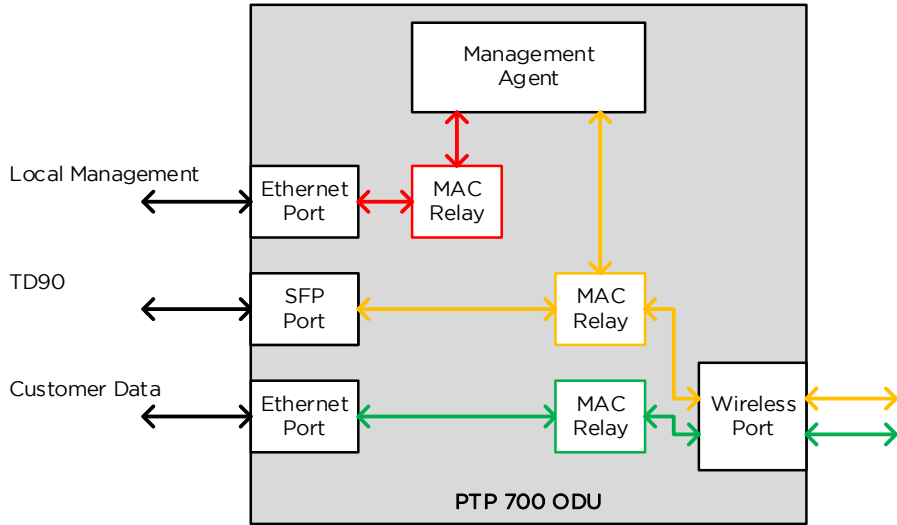 Management
Agent
Local Management
Ethernet
Port
MAC
Relay
TD90
SFP
Port
MAC
Relay
Customer Data
Ethernet
Port
MAC
Relay
Wireless
Port
PTP 700 ODU